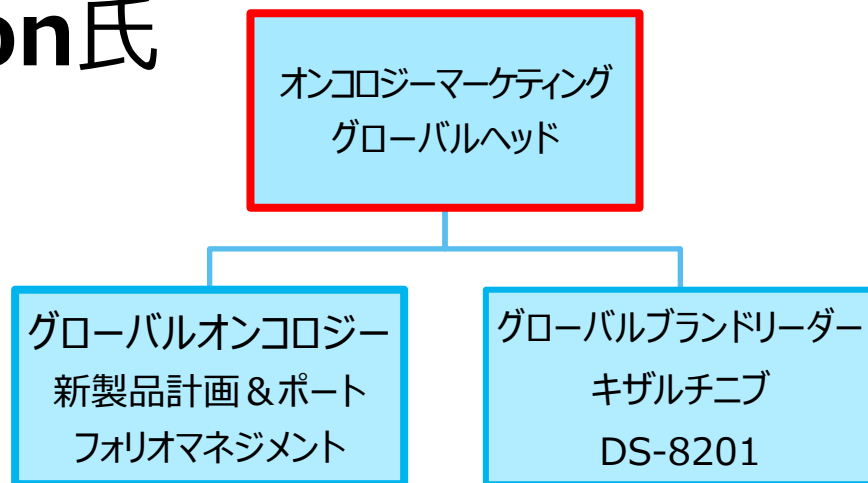 on氏
オンコロジーマーケティング
グローバルヘッド
グローバルオンコロジー
新製品計画＆ポート
フォリオマネジメント
グローバルブランドリーダー
キザルチニブ
DS-8201